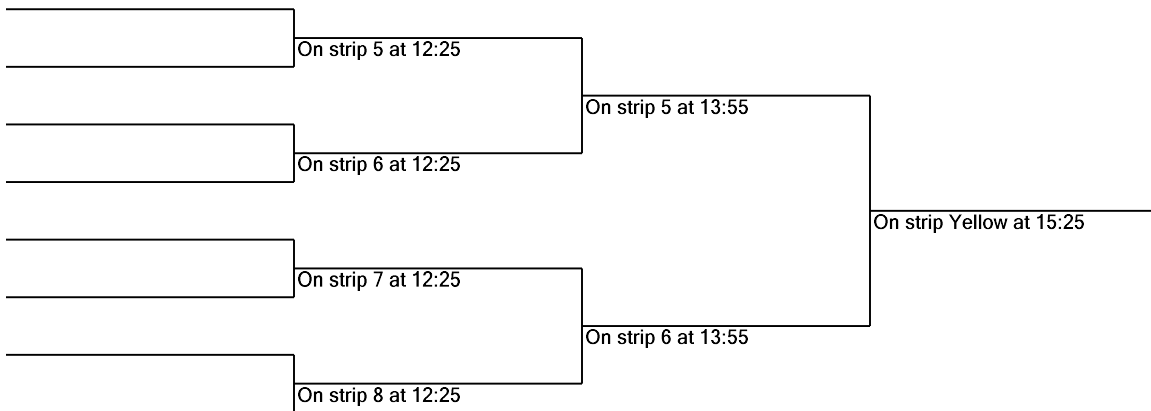 On strip 5 at 12:25
On strip 5 at 13:55
On strip 6 at 12:25
On strip Yellow at 15:25
On strip 7 at 12:25
On strip 6 at 13:55
On strip 8 at 12:25